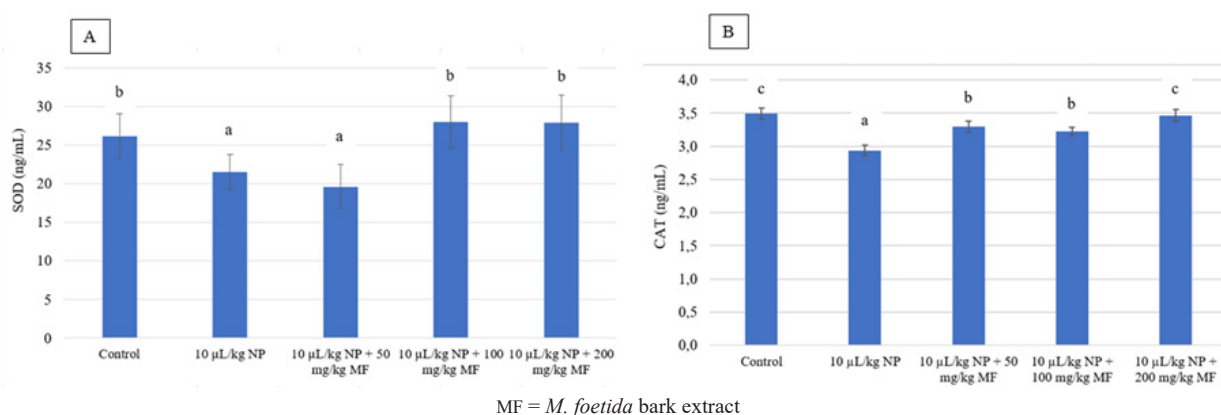 A
SOD (ng/mL)
35
30
25
20
15
10
5
0
b
a
a
b
b
Control
10 µL/kg NP
10 µL/kg NP + 50
mg/kg MF
10 µL/kg NP + 100
mg/kg MF
10 µL/kg NP + 200
mg/kg MF
B
CAT (ng/mL)
4,0
3,5
3,0
2,5
2,0
1,5
1,0
0,5
0,0
c
a
b
b
c
Control
10 µL/kg NP
10 µL/kg NP + 50
mg/kg MF
10 µL/kg NP +
100 mg/kg MF
10 µL/kg NP +
200 mg/kg MF
MF = M. foetida bark extract